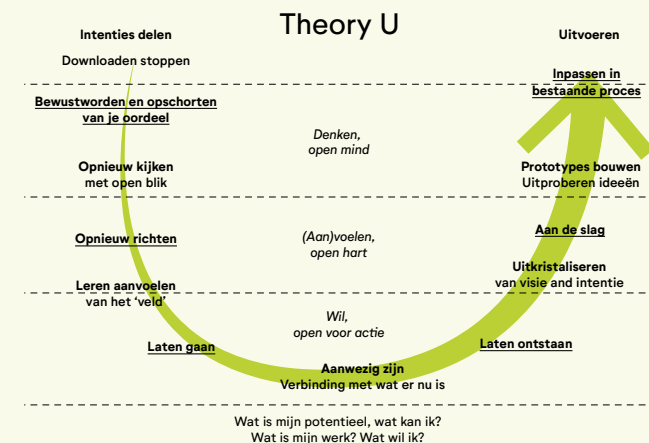 Theory U
Intenties delen
Downloaden stoppen
Bewustworden en opschorten
van je oordeel
Opnieuw kijken
met open blik
Opnieuw richten
Leren aanvoelen
van het ‘veld’
Laten gaan
Denken,
open mind
(Aan)voelen,
open hart
Wil,
open voor actie
Aanwezig zijn
Verbinding met wat er nu is
Wat is mijn potentieel, wat kan ik?
Wat is mijn werk? Wat wil ik?
Uitvoeren
Inpassen in
bestaande proces
Prototypes bouwen
Uitproberen ideeën
Aan de slag
Uitkristaliseren
van visie and intentie
Laten ontstaan